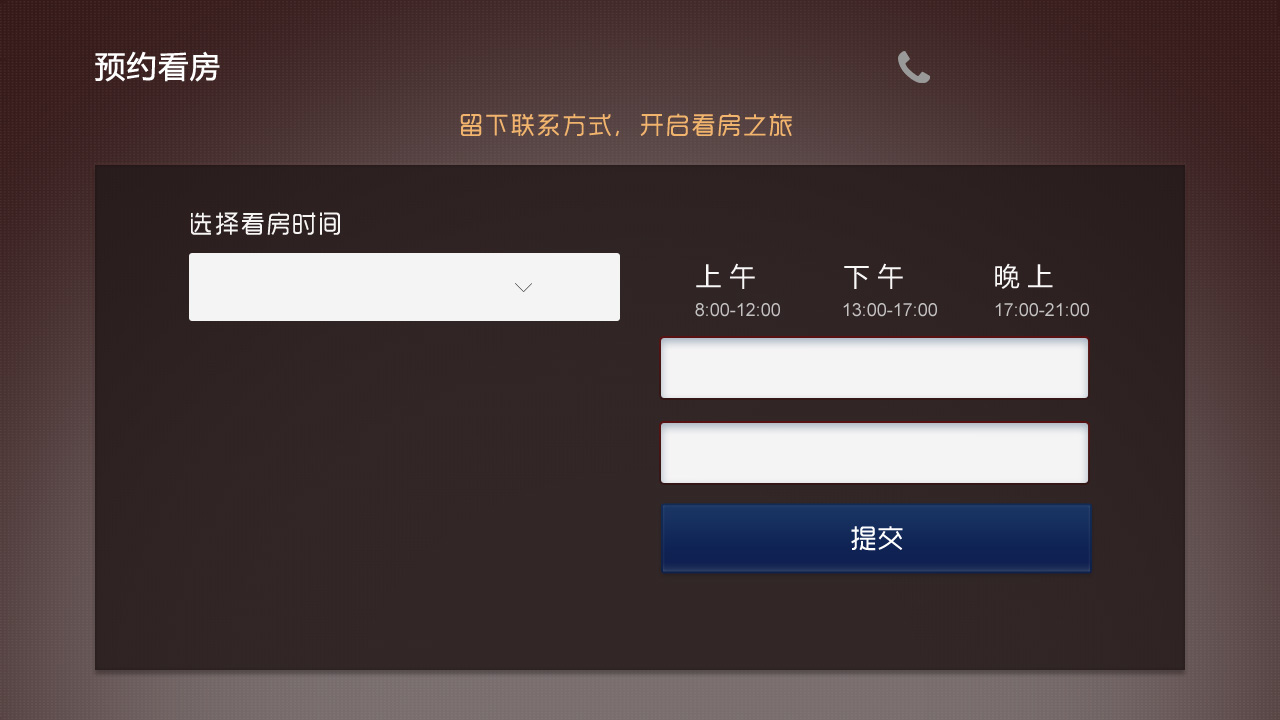 预约看房
留下联系方式，开启看房之旅
选择看房时间
上午 下午 晚上
8:00-12:00 13:00-17:00 17:00-21:00
提交